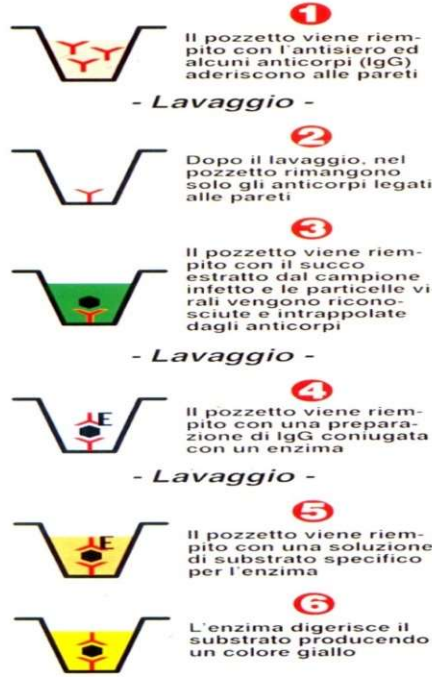 1
Il pozzetto viene riem-
pito con l'antisiero ed
alcuni anticorpi (IgG)
aderiscono alle pareti
- Lavaggio -
2
Dopo il lavaggio, nel
pozzetto rimangono
solo gli anticorpi legati
alle pareti
3
Il pozzetto viene riem-
pito con il succo
estratto dal campione
infetto e le particelle vi-
rali vengono ricono-
sciute e intrappolate
dagli anticorpi
- Lavaggio -
4
E
Il pozzetto viene riem-
pito con una prepara-
zione di IgG coniugata
con un enzima
- Lavaggio -
5
E
Il pozzetto viene riem-
pito con una soluzione
di substrato specifico
per l'enzima
6
L'enzima digerisce il
substrato producendo
un colore giallo